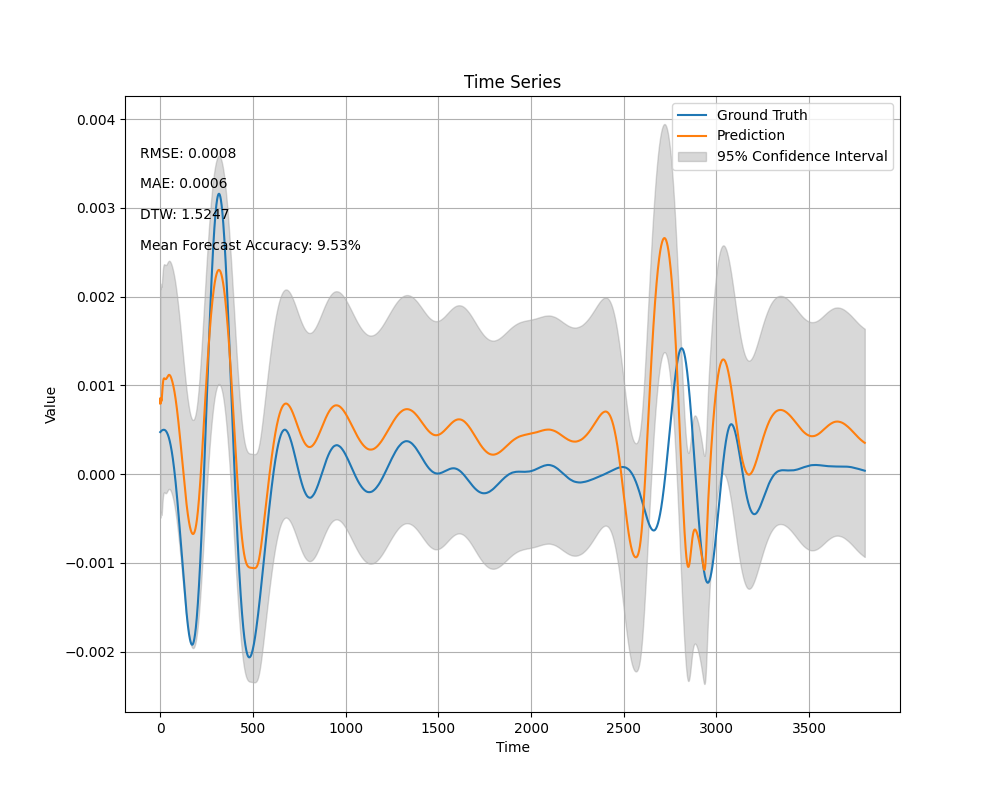 Time Series
Ground Truth
Prediction
95% Confidence Interval
RMSE: 0.0008
MAE: 0.0006
DTW: 1.5247
Mean Forecast Accuracy: 9.53%
Value
0.004
0.003
0.002
0.001
0.000
−0.001
−0.002
0 500 1000 1500 2000 2500 3000 3500
Time